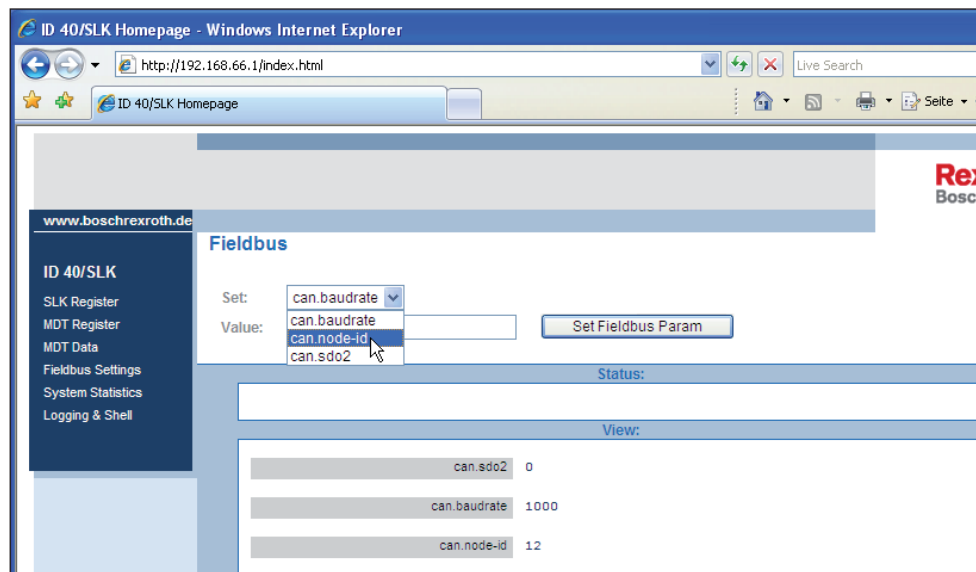 ID 40/SLK Homepage - Windows Internet Explorer
http://192.168.66.1/index.html
Live Search
ID 40/SLK Homepage
Seite
Rex
Bosc
www.boschrexroth.de
Fieldbus
ID 40/SLK
SLK Register
MDT Register
MDT Data
Fieldbus Settings
System Statistics
Logging & Shell
Set:
can.baudrate
Value:
can.baudrate
can.node-id
can.sdo2
Set Fieldbus Param
Status:
View:
can.sdo2 0
can.baudrate 1000
can.node-id 12